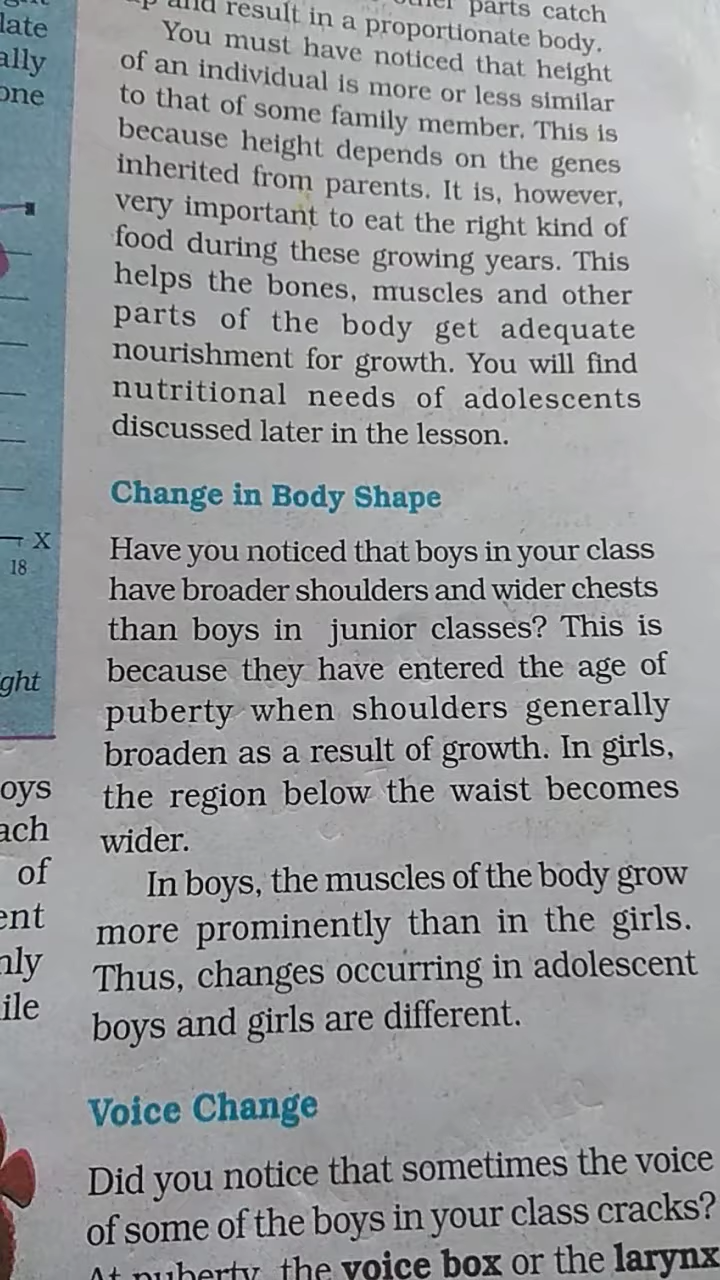 late
ally
one
X
18
ght
oys
ach
of
ent
nly
ile
parts catch
and result in a proportionate body.
You must have noticed that height
of an individual is more or less similar
to that of some family member. This is
because height depends on the genes
inherited from parents. It is, however,
very important to eat the right kind of
food during these growing years. This
helps the bones, muscles and other
parts of the body get adequate
nourishment for growth. You will find
nutritional needs of adolescents
discussed later in the lesson.
Change in Body Shape
Have you noticed that boys in your class
have broader shoulders and wider chests
than boys in junior classes? This is
because they have entered the age of
puberty when shoulders generally
broaden as a result of growth. In girls,
the region below the waist becomes
wider.
In boys, the muscles of the body grow
more prominently than in the girls.
Thus, changes occurring in adolescent
boys and girls are different.
Voice Change
Did you notice that sometimes the voice
of some of the boys in your class cracks?
At puberty, the voice box or the larynx